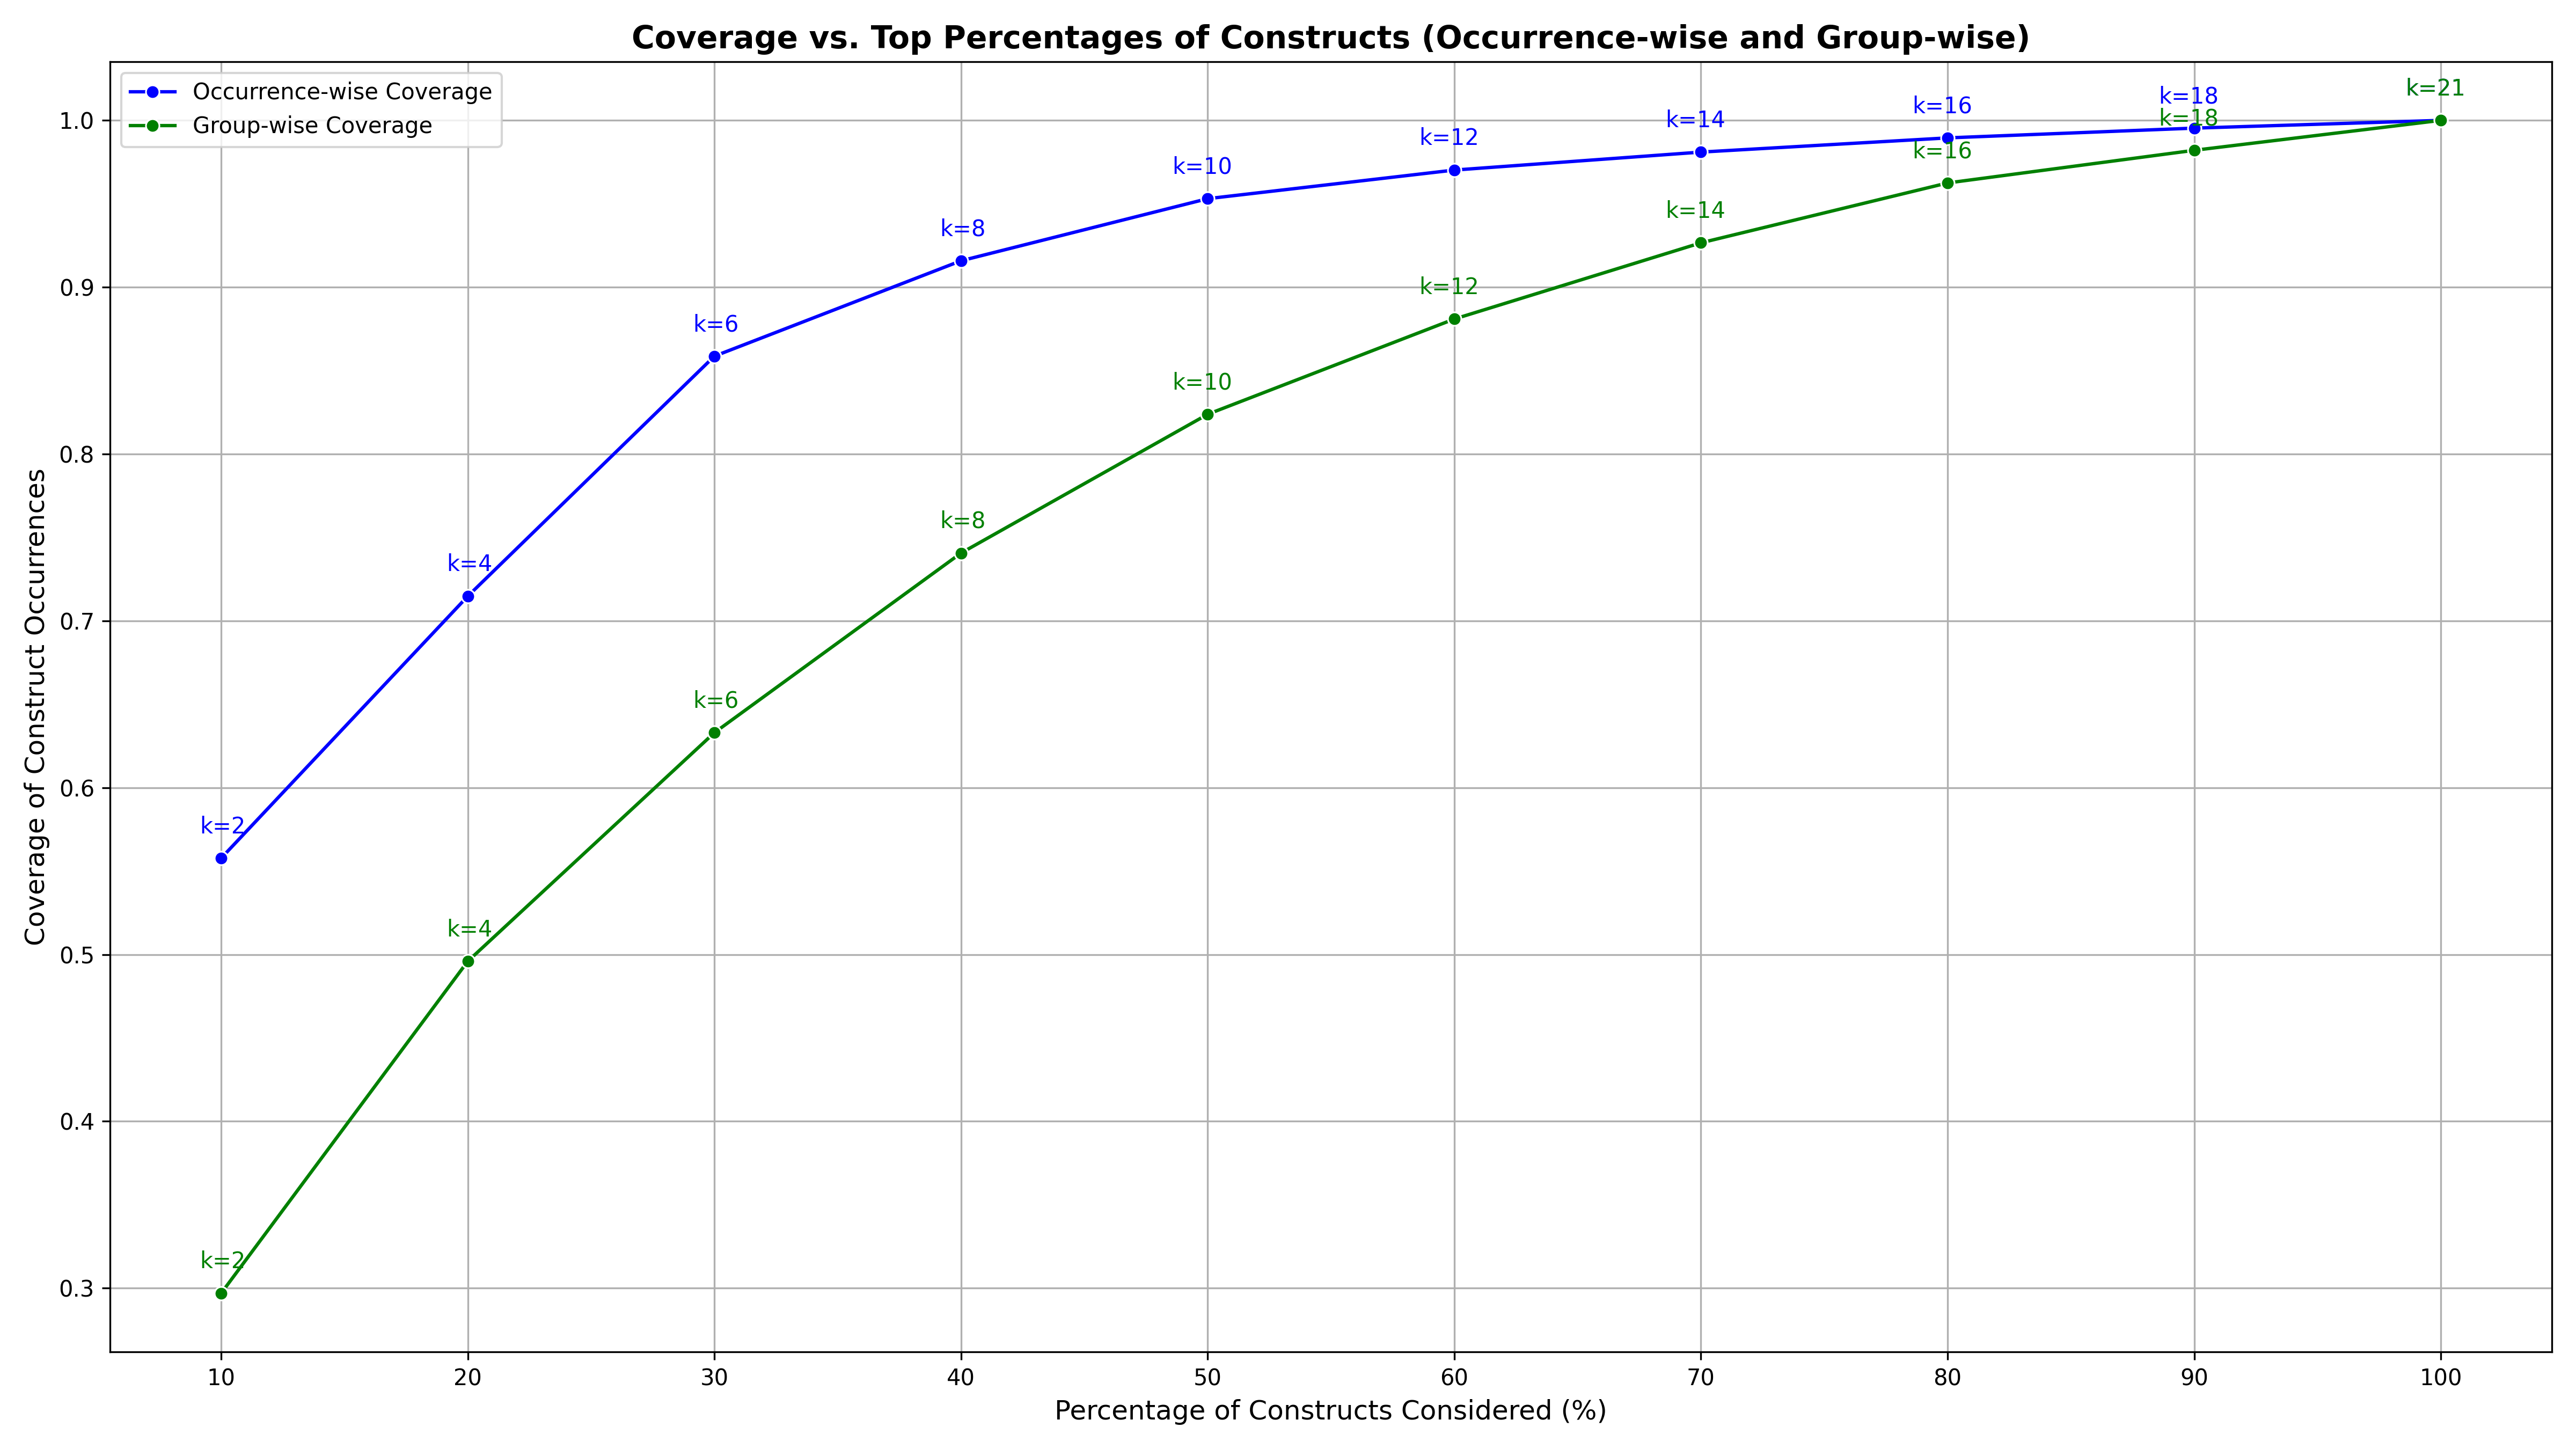 Coverage vs. Top Percentages of Constructs (Occurrence-wise and Group-wise)
Occurrence-wise Coverage
Group-wise Coverage
Coverage of Construct Occurrences
1.0
0.9
0.8
0.7
0.6
0.5
0.4
0.3
k=2
k=4
k=6
k=8
k=10
k=12
k=14
k=16
k=18
k=21
k=2
k=4
k=6
k=8
k=10
k=12
k=14
k=16
k=18
10 20 30 40 50 60 70 80 90 100
Percentage of Constructs Considered (%)